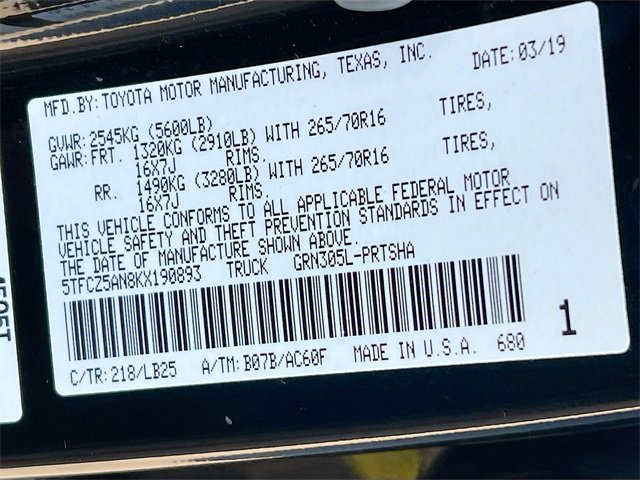 MFD.BY:TOYOTA MOTOR MANUFACTURING, TEXAS, INC. DATE:03/19
GVWR:2545KG (5600LB)
GAWR:FRT. 1320KG (2910LB) WITH 265/70R16 TIRES,
16X7J RIMS.
RR. 1490KG (3280LB) WITH 265/70R16 TIRES,
16X7J RIMS.
THIS VEHICLE CONFORMS TO ALL APPLICABLE FEDERAL MOTOR
VEHICLE SAFETY AND THEFT PREVENTION STANDARDS IN EFFECT ON
THE DATE OF MANUFACTURE SHOWN ABOVE.
5TFCZ5AN8KX190893 TRUCK GRN305L-PRTSHA
1
C/TR:218/LB25 A/TM:B07B/AC60F MADE IN U.S.A. 680